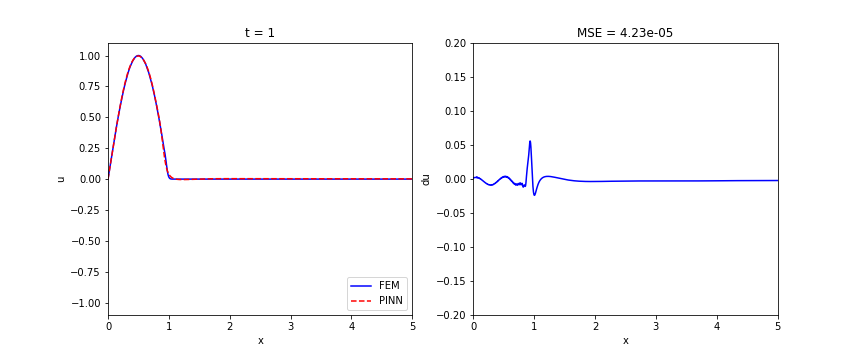 t = 1
1.00
0.75
0.50
0.25
0.00
−0.25
−0.50
−0.75
−1.00
u
0 1 2 3 4 5
x
FEM
PINN
MSE = 4.23e-05
0.20
0.15
0.10
0.05
0.00
−0.05
−0.10
−0.15
−0.20
du
0 1 2 3 4 5
x